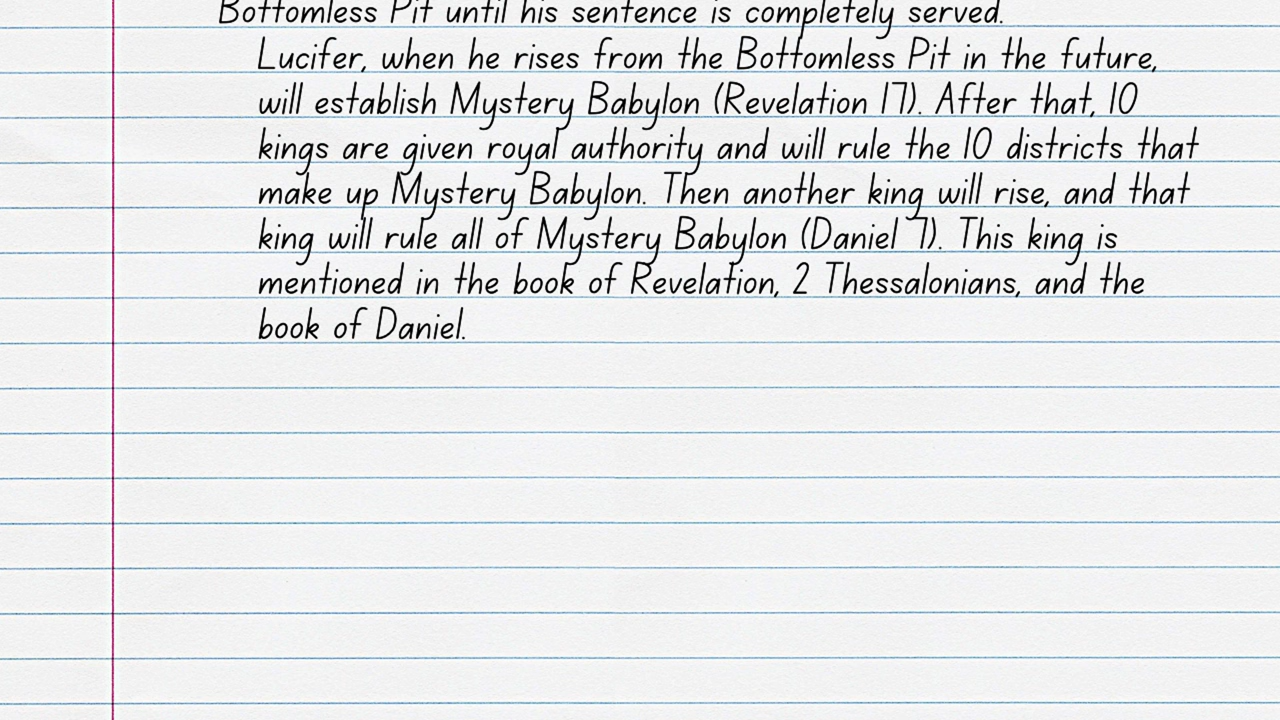 Bottomless Pit until his sentence is completely served.
Lucifer, when he rises from the Bottomless Pit in the future,
will establish Mystery Babylon (Revelation 17). After that, 10
kings are given royal authority and will rule the 10 districts that
make up Mystery Babylon. Then another king will rise, and that
king will rule all of Mystery Babylon (Daniel 7). This king is
mentioned in the book of Revelation, 2 Thessalonians, and the
book of Daniel.